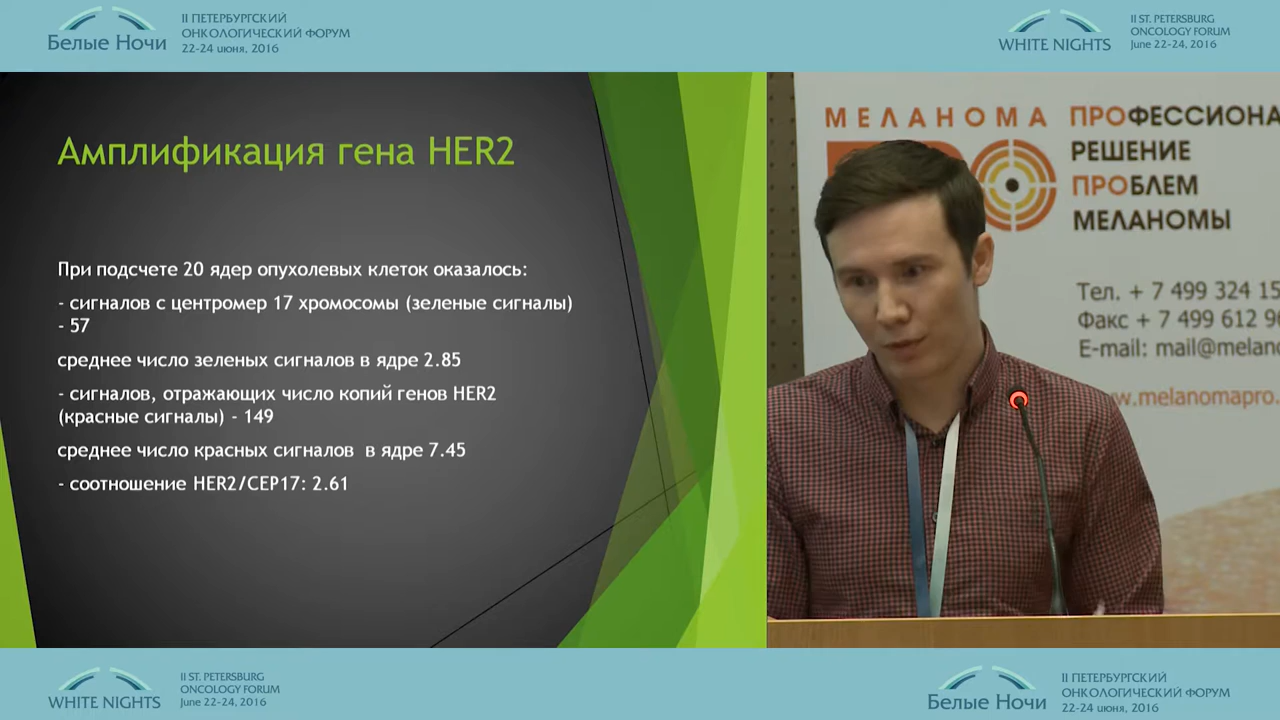 Белые Ночи
II ПЕТЕРБУРГСКИЙ
ОНКОЛОГИЧЕСКИЙ ФОРУМ
22-24 июня, 2016
WHITE NIGHTS
II ST. PETERSBURG
ONCOLOGY FORUM
June 22-24, 2016
Амплификация гена HER2
При подсчете 20 ядер опухолевых клеток оказалось:
- сигналов с центромер 17 хромосомы (зеленые сигналы)
- 57
среднее число зеленых сигналов в ядре 2.85
- сигналов, отражающих число копий генов HER2
(красные сигналы) - 149
среднее число красных сигналов в ядре 7.45
- соотношение HER2/CEP17: 2.61
МЕЛАНОМА
ПРОФЕССИОНА
РЕШЕНИЕ
ПРОБЛЕМ
МЕЛАНОМЫ
Тел. + 7 499 324 15
Факс + 7 499 612 96
E-mail: mail@melano
www.melanomapro.
WHITE NIGHTS
II ST. PETERSBURG
ONCOLOGY FORUM
June 22-24, 2016
Белые Ночи
II ПЕТЕРБУРГСКИЙ
ОНКОЛОГИЧЕСКИЙ ФОРУМ
22-24 июня, 2016